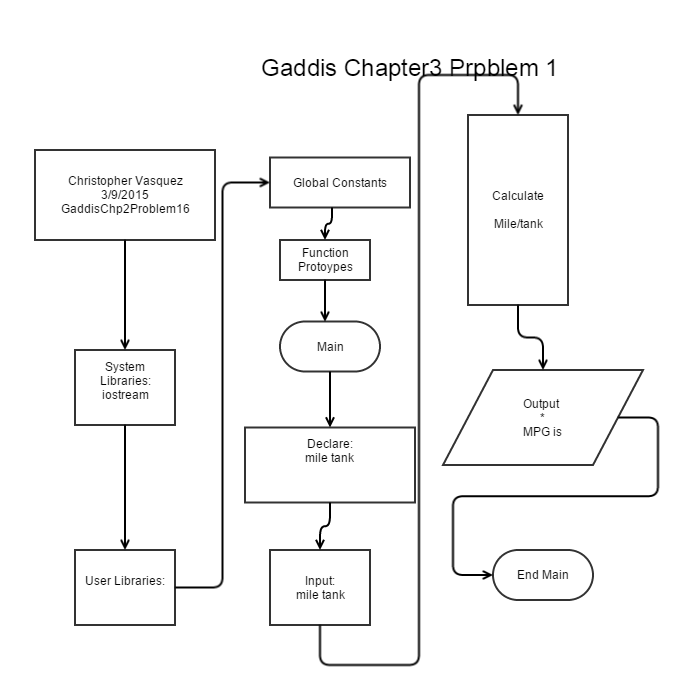 Gaddis Chapter3 Prpblem 1
Christopher Vasquez
3/9/2015
GaddisChp2Problem16
System
Libraries:
iostream
User Libraries:
Global Constants
Function
Protoypes
Main
Declare:
mile tank
Input:
mile tank
Calculate
Mile/tank
Output
*
MPG is
End Main